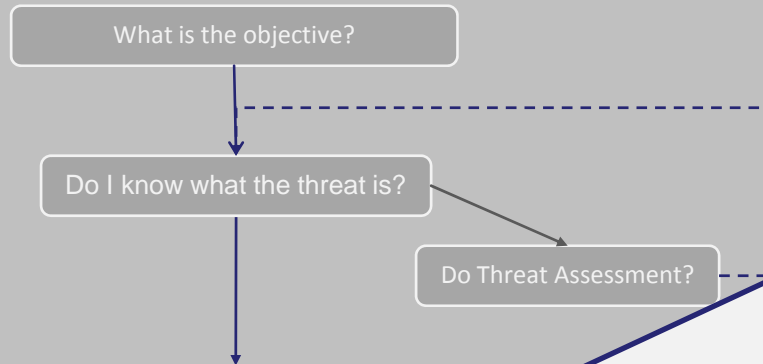 What is the objective?
Do I know what the threat is?
Do Threat Assessment?